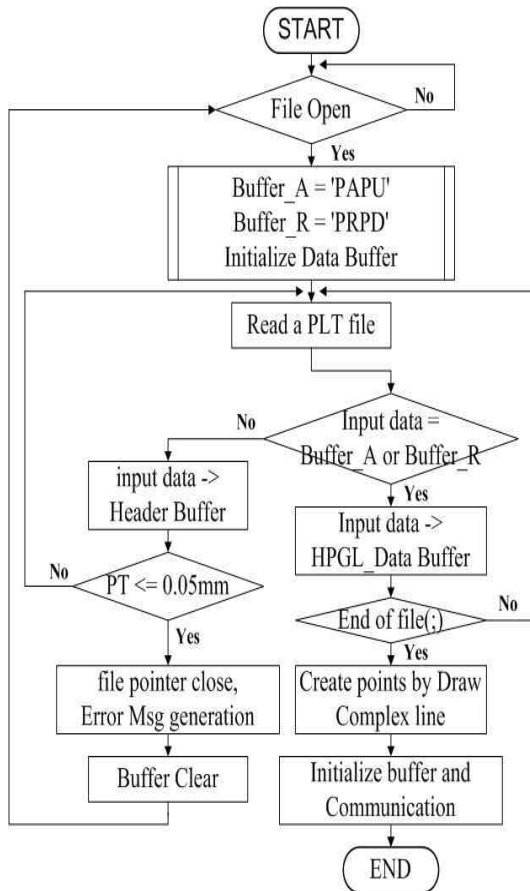 START
File Open
No
Yes
Buffer_A = 'PAPU'
Buffer_R = 'PRPD'
Initialize Data Buffer
Read a PLT file
No
Input data =
Buffer_A or Buffer_R
input data ->
Header Buffer
Yes
Input data ->
HPGL_Data Buffer
No
PT <= 0.05mm
End of file(;)
No
Yes
Yes
file pointer close,
Error Msg generation
Create points by Draw
Complex line
Buffer Clear
Initialize buffer and
Communication
END